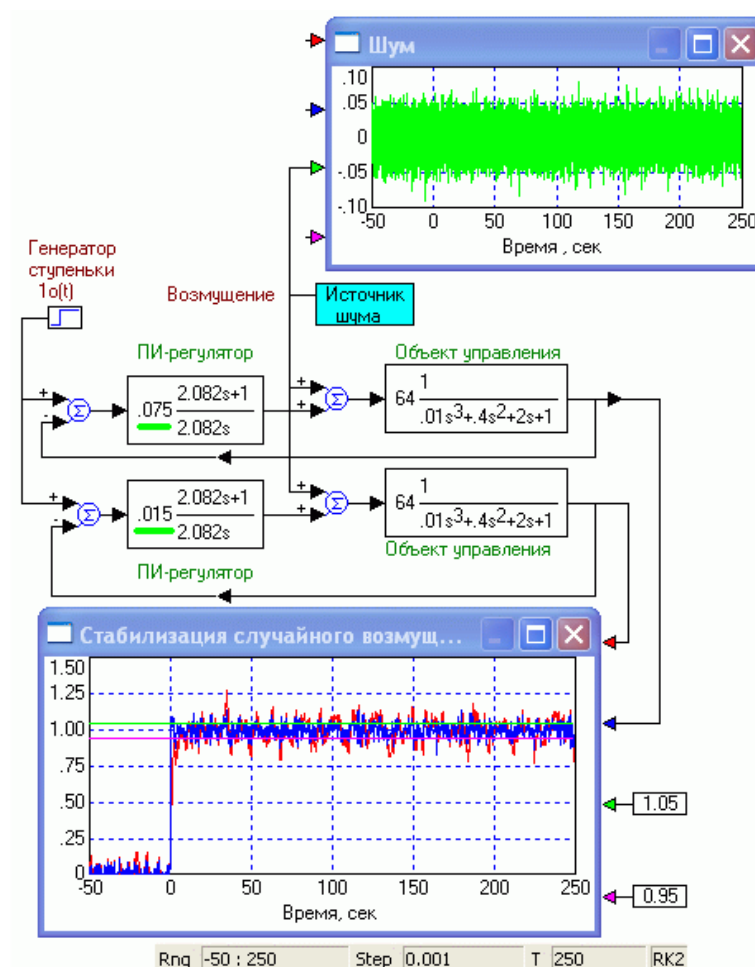 Шум
.10
.05
0
-.05
-.10
-50 0 50 100 150 200 250
Время , сек
Генератор
ступеньки
1o(t)
Возмущение
Источник
шума
ПИ-регулятор
Объект управления
+
-
Σ
.075 2.082s+1
2.082s
+
+
Σ
64 1
.01s3+.4s2+2s+1
+
-
Σ
.015 2.082s+1
2.082s
+
+
Σ
64 1
.01s3+.4s2+2s+1
ПИ-регулятор
Объект управления
Стабилизация случайного возмущ...
1.50
1.25
1.00
.75
.50
.25
0
-50 0 50 100 150 200 250
Время, сек
1.05
0.95
Rng -50 : 250 Step 0.001 T 250 RK2